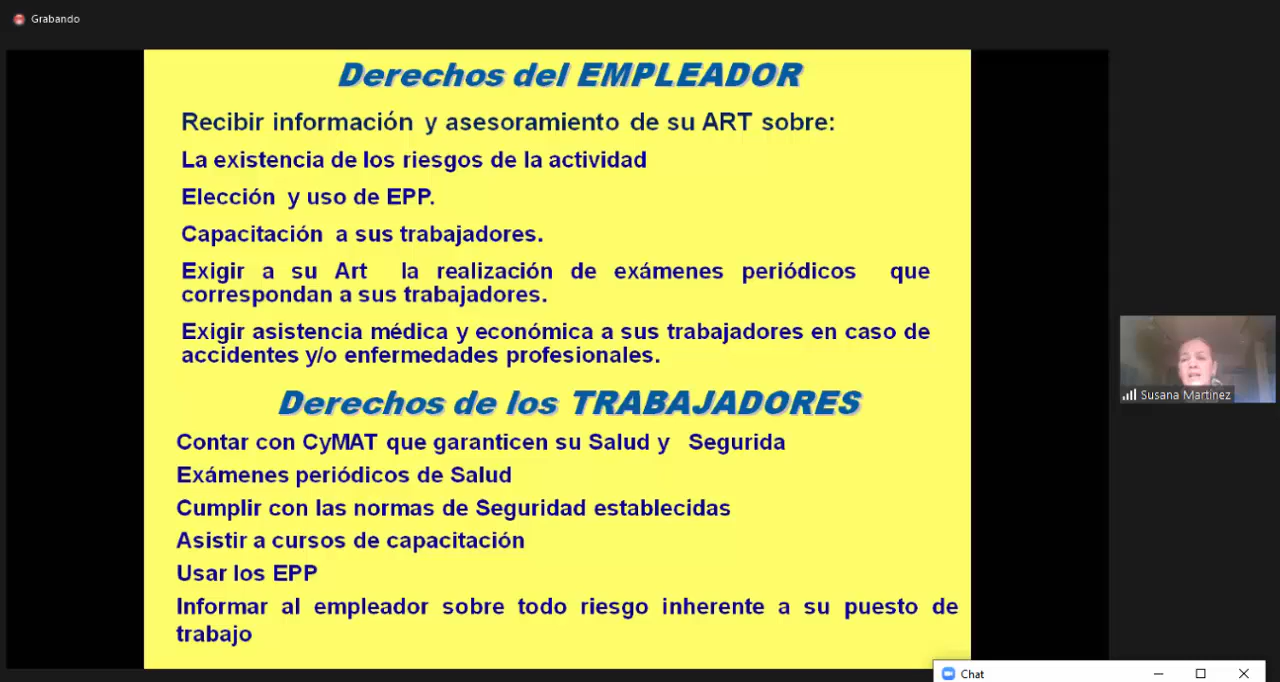 Grabando
Derechos del EMPLEADOR
Recibir información y asesoramiento de su ART sobre:
La existencia de los riesgos de la actividad
Elección y uso de EPP.
Capacitación a sus trabajadores.
Exigir a su Art la realización de exámenes periódicos que
correspondan a sus trabajadores.
Exigir asistencia médica y económica a sus trabajadores en caso de
accidentes y/o enfermedades profesionales.
Derechos de los TRABAJADORES
Contar con CyMAT que garanticen su Salud y Segurida
Exámenes periódicos de Salud
Cumplir con las normas de Seguridad establecidas
Asistir a cursos de capacitación
Usar los EPP
Informar al empleador sobre todo riesgo inherente a su puesto de
trabajo
Susana Martinez
Chat